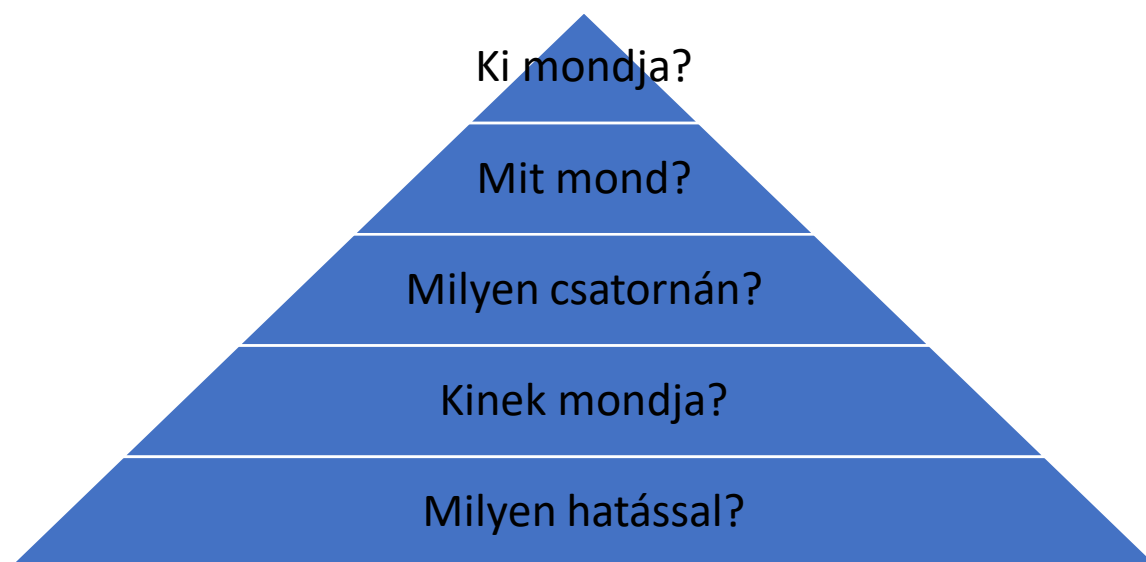 Ki mondja?
Mit mond?
Milyen csatornán?
Kinek mondja?
Milyen hatással?